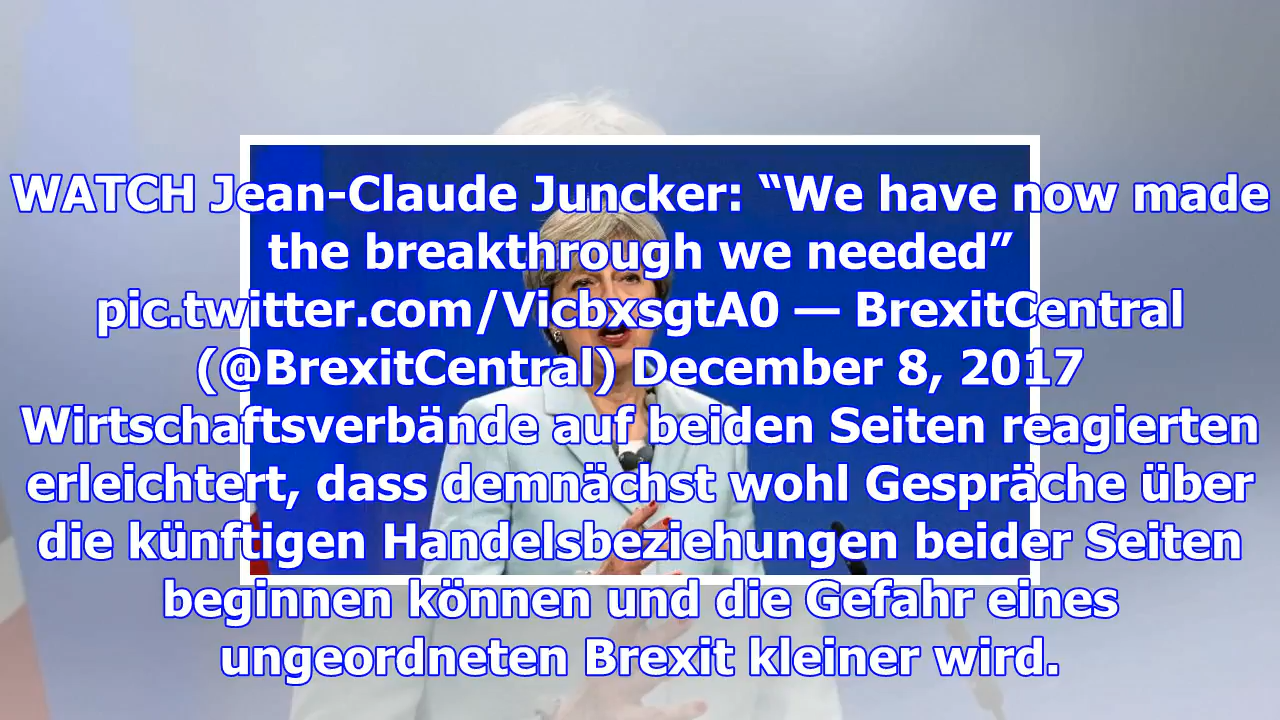 WATCH Jean-Claude Juncker: “We have now made
the breakthrough we needed”
pic.twitter.com/VicbxsgtA0 — BrexitCentral
(@BrexitCentral) December 8, 2017
Wirtschaftsverbände auf beiden Seiten reagierten
erleichtert, dass demnächst wohl Gespräche über
die künftigen Handelsbeziehungen beider Seiten
beginnen können und die Gefahr eines
ungeordneten Brexit kleiner wird.